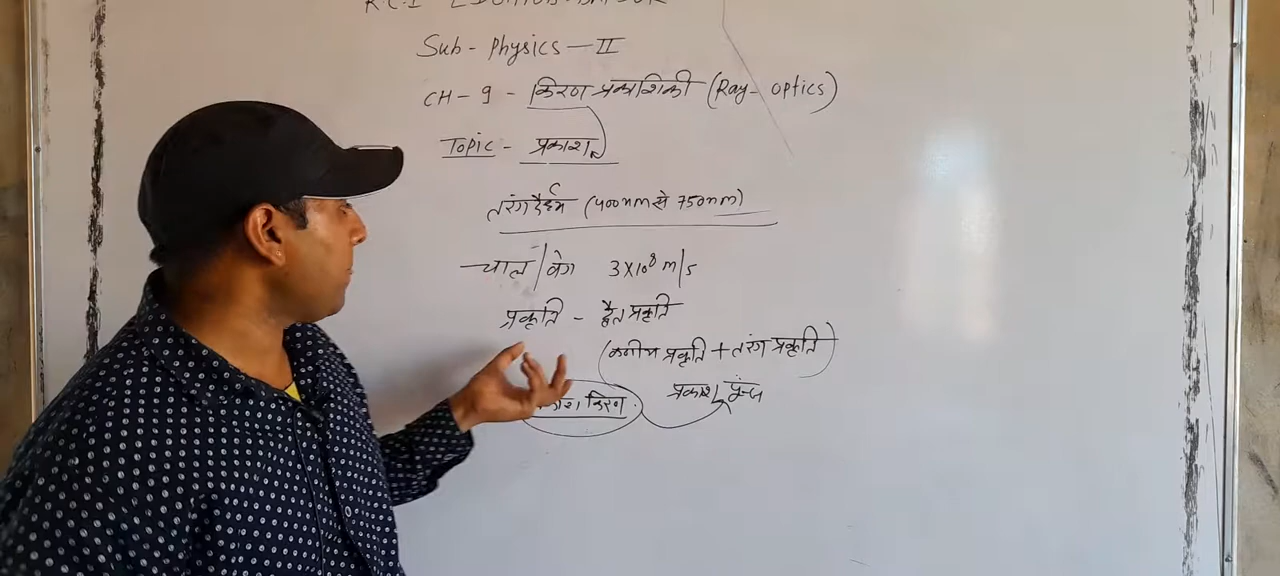 Sub - Physics - II
CH - 9 - किरण प्रकाशिकी (Ray - optics)
Topic - प्रकाश
तरंगदैर्ध्य (400nm से 750nm)
चाल / वेग 3×10⁸ m/s
प्रकृति - द्वैत प्रकृति
(कणीय प्रकृति + तरंग प्रकृति)
किरण प्रकाश पुंज